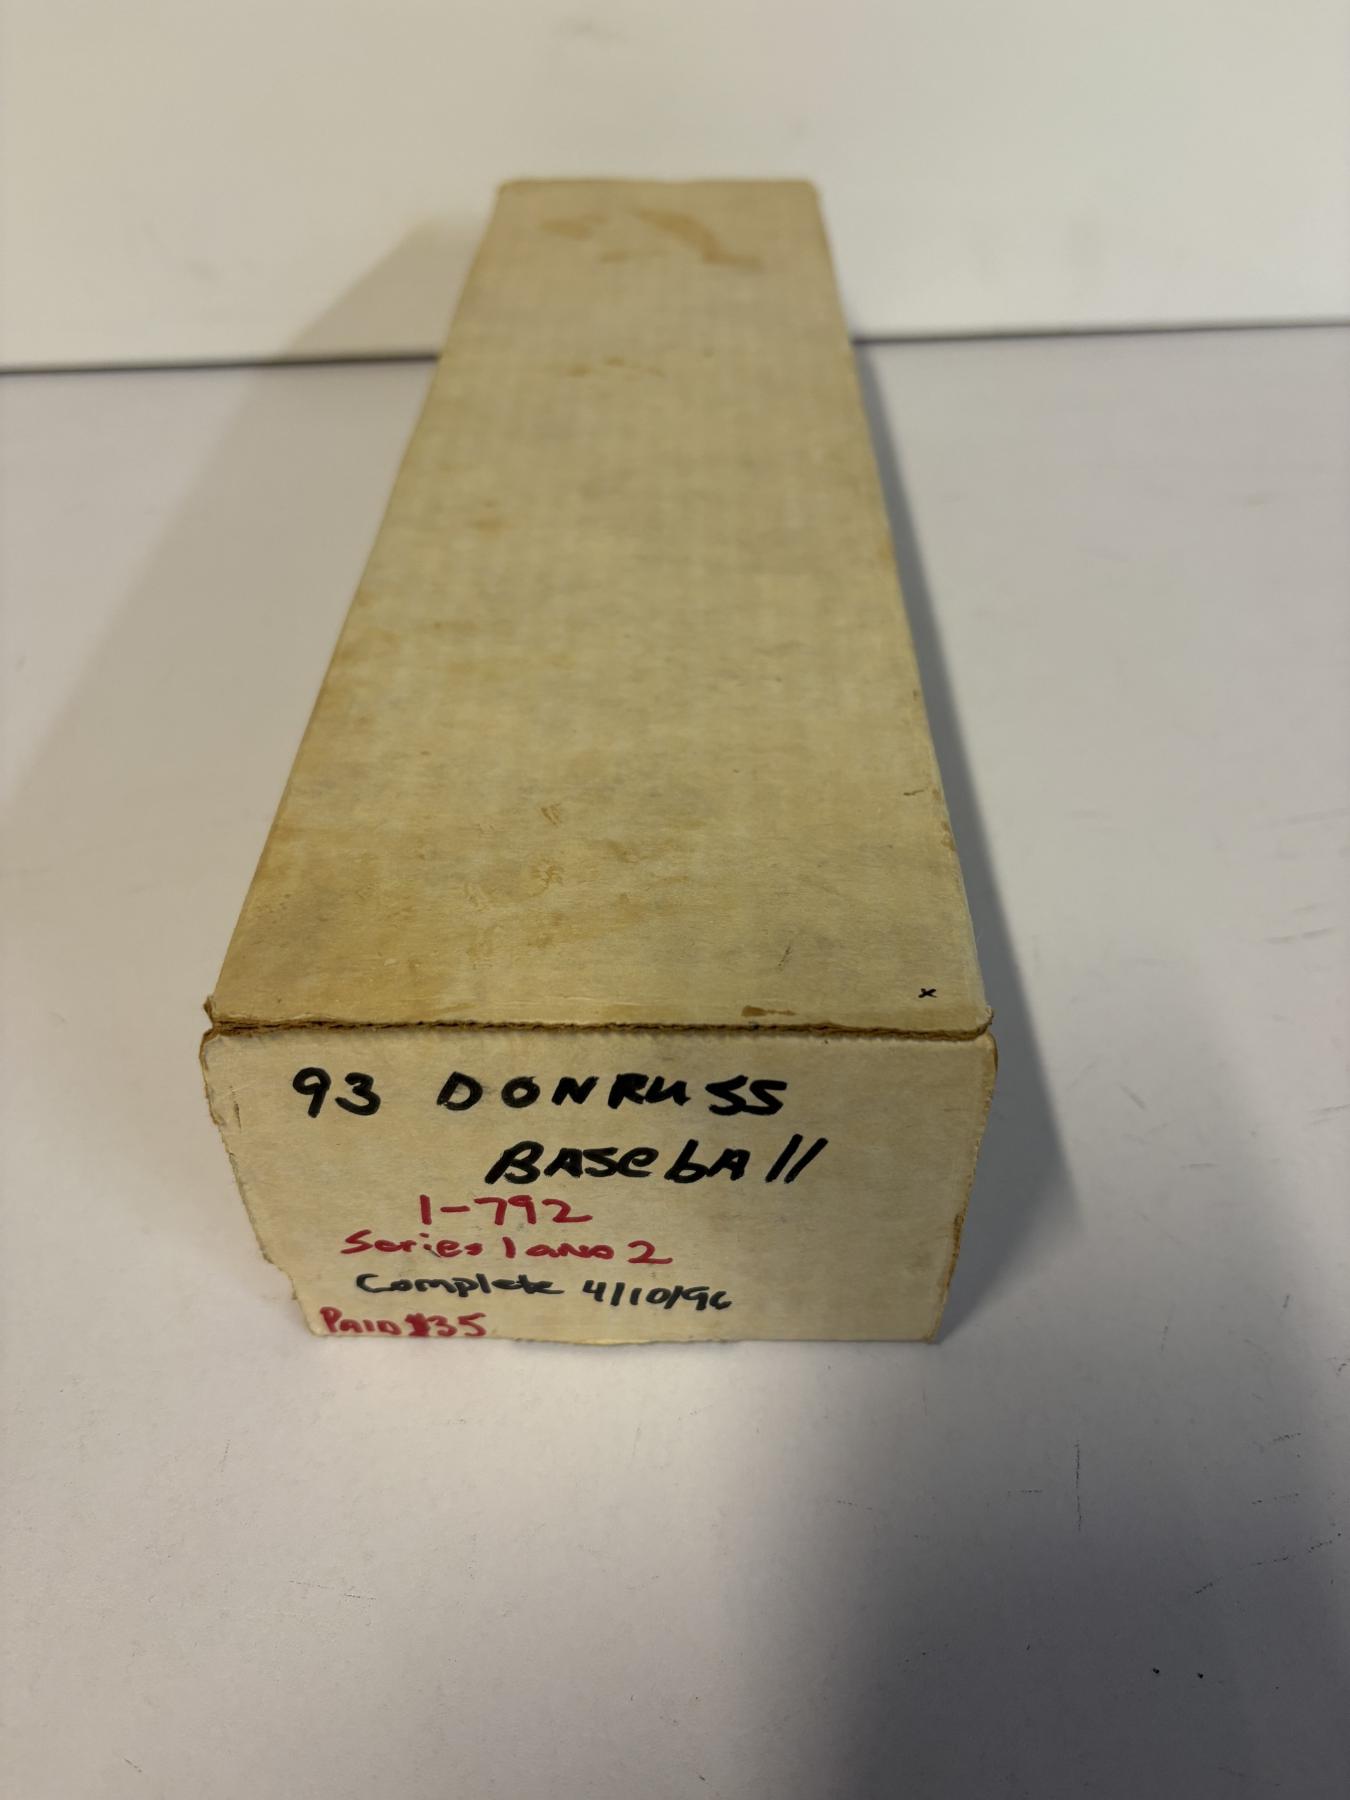 x
93 DONRUSS
BASebAll
1-792
Series 1 AND 2
Complete 4/10/96
PAID $35